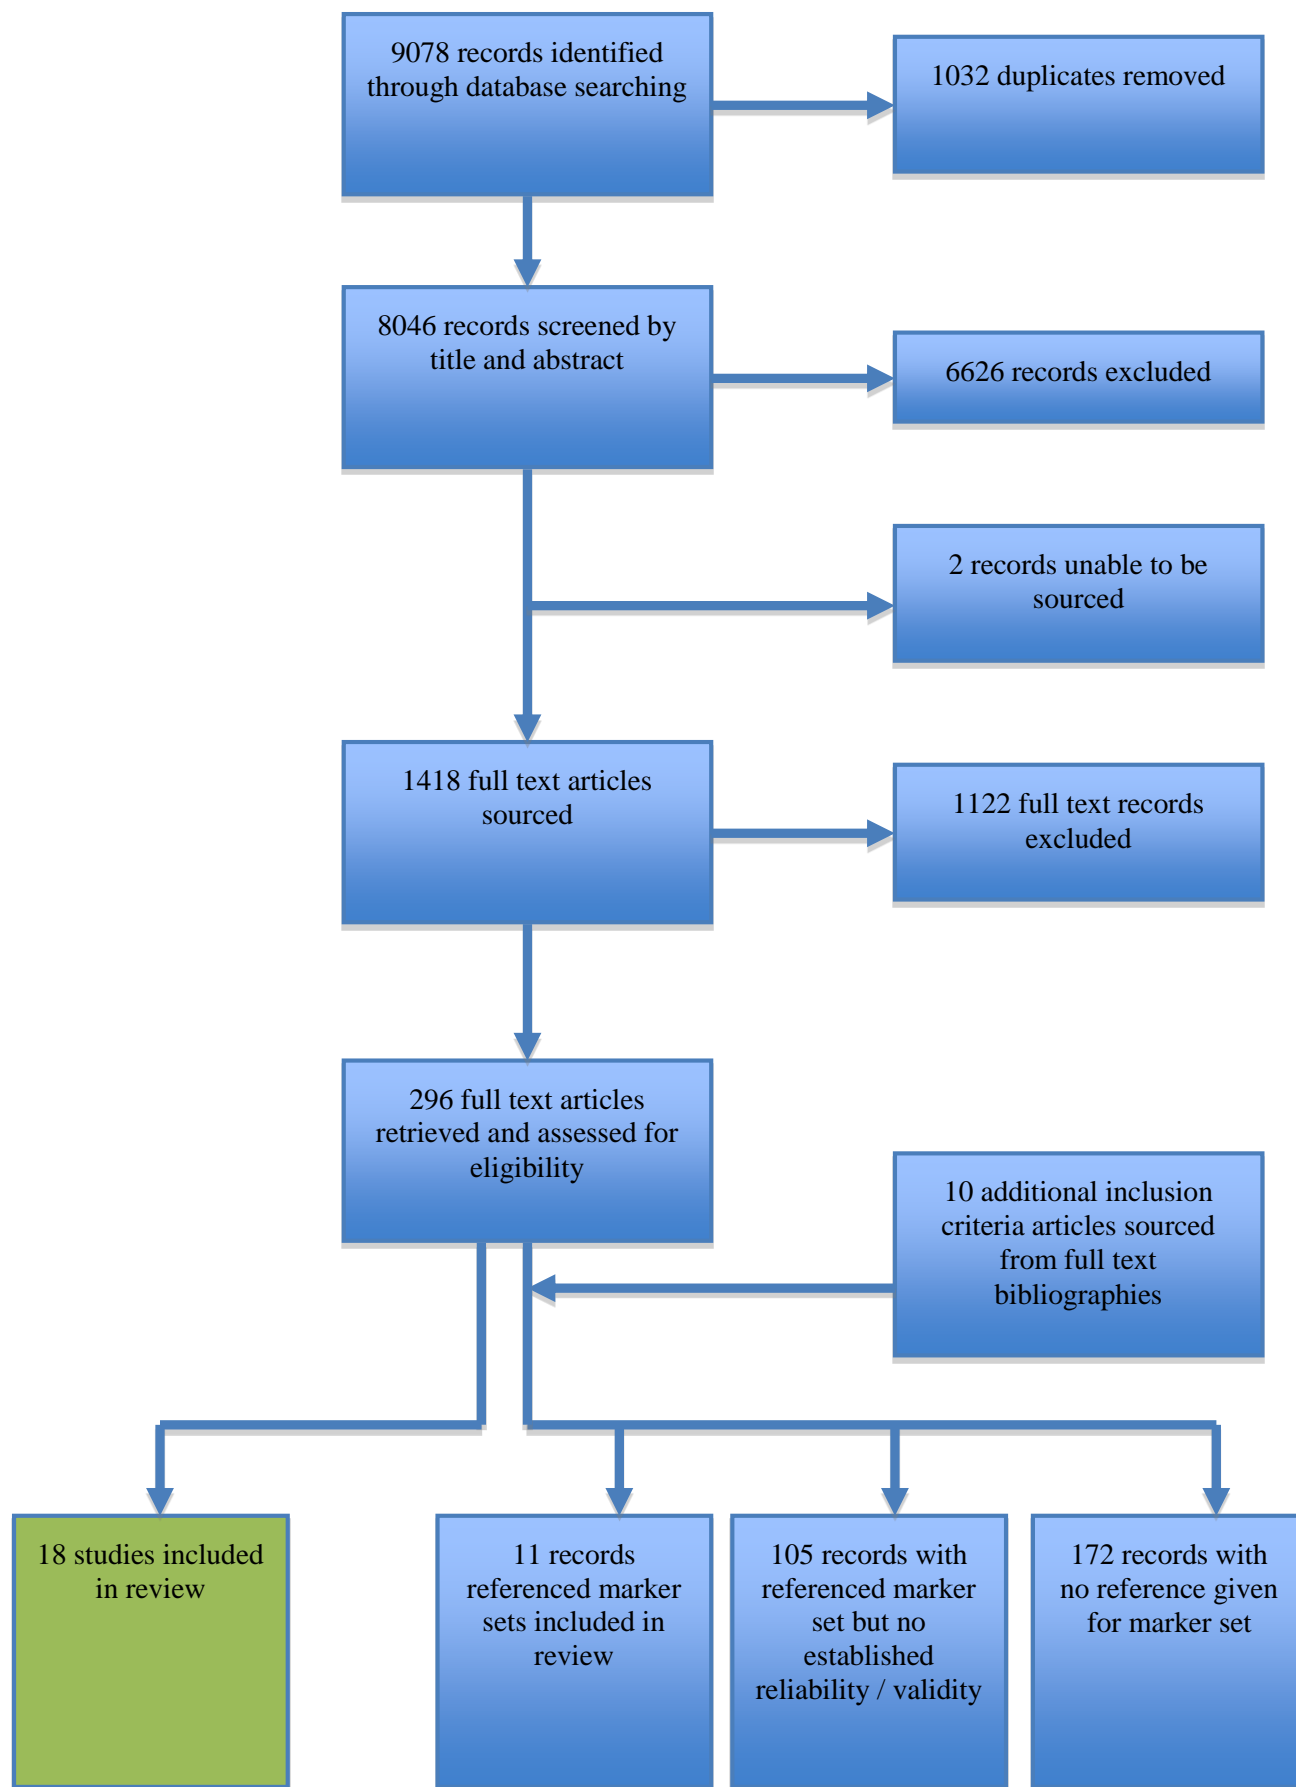 9078 records identified
through database searching
1032 duplicates removed
8046 records screened by
title and abstract
6626 records excluded
2 records unable to be
sourced
1418 full text articles
sourced
1122 full text records
excluded
296 full text articles
retrieved and assessed for
eligibility
10 additional inclusion
criteria articles sourced
from full text
bibliographies
18 studies included
in review
11 records
referenced marker
sets included in
review
105 records with
referenced marker
set but no
established
reliability / validity
172 records with
no reference given
for marker set